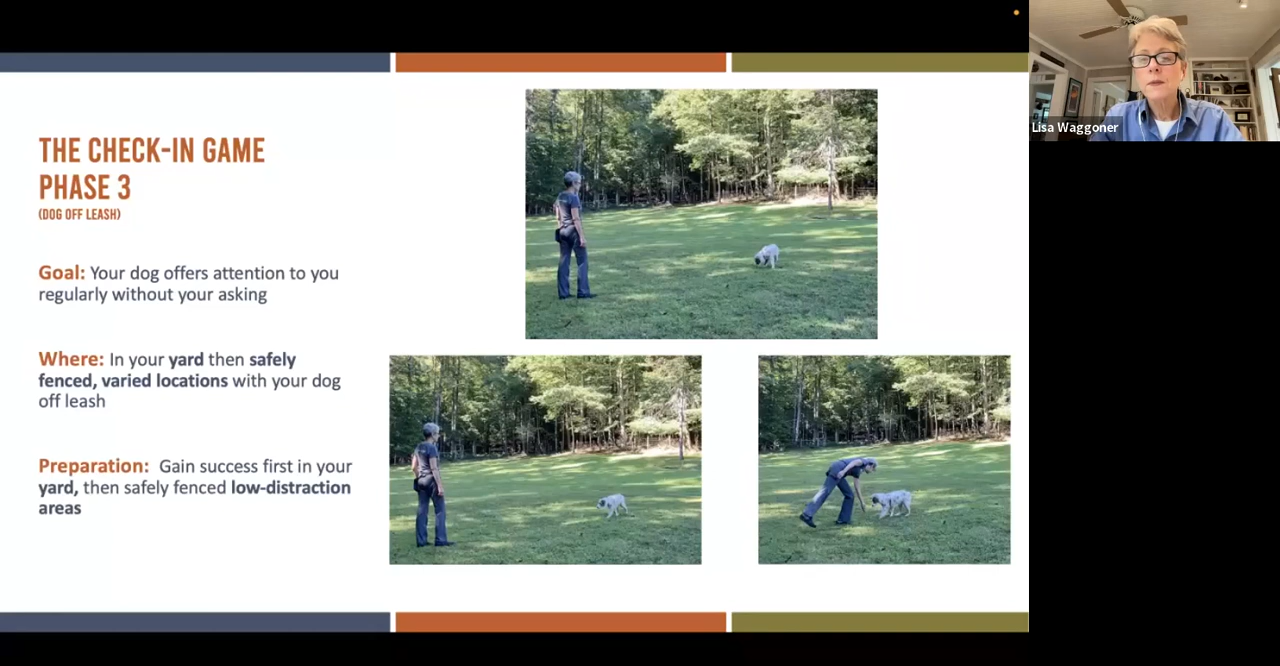 THE CHECK-IN GAME
PHASE 3
(DOG OFF LEASH)
Goal: Your dog offers attention to you
regularly without your asking
Where: In your yard then safely
fenced, varied locations with your dog
off leash
Preparation:  Gain success first in your
yard, then safely fenced low-distraction
areas
Lisa Waggoner